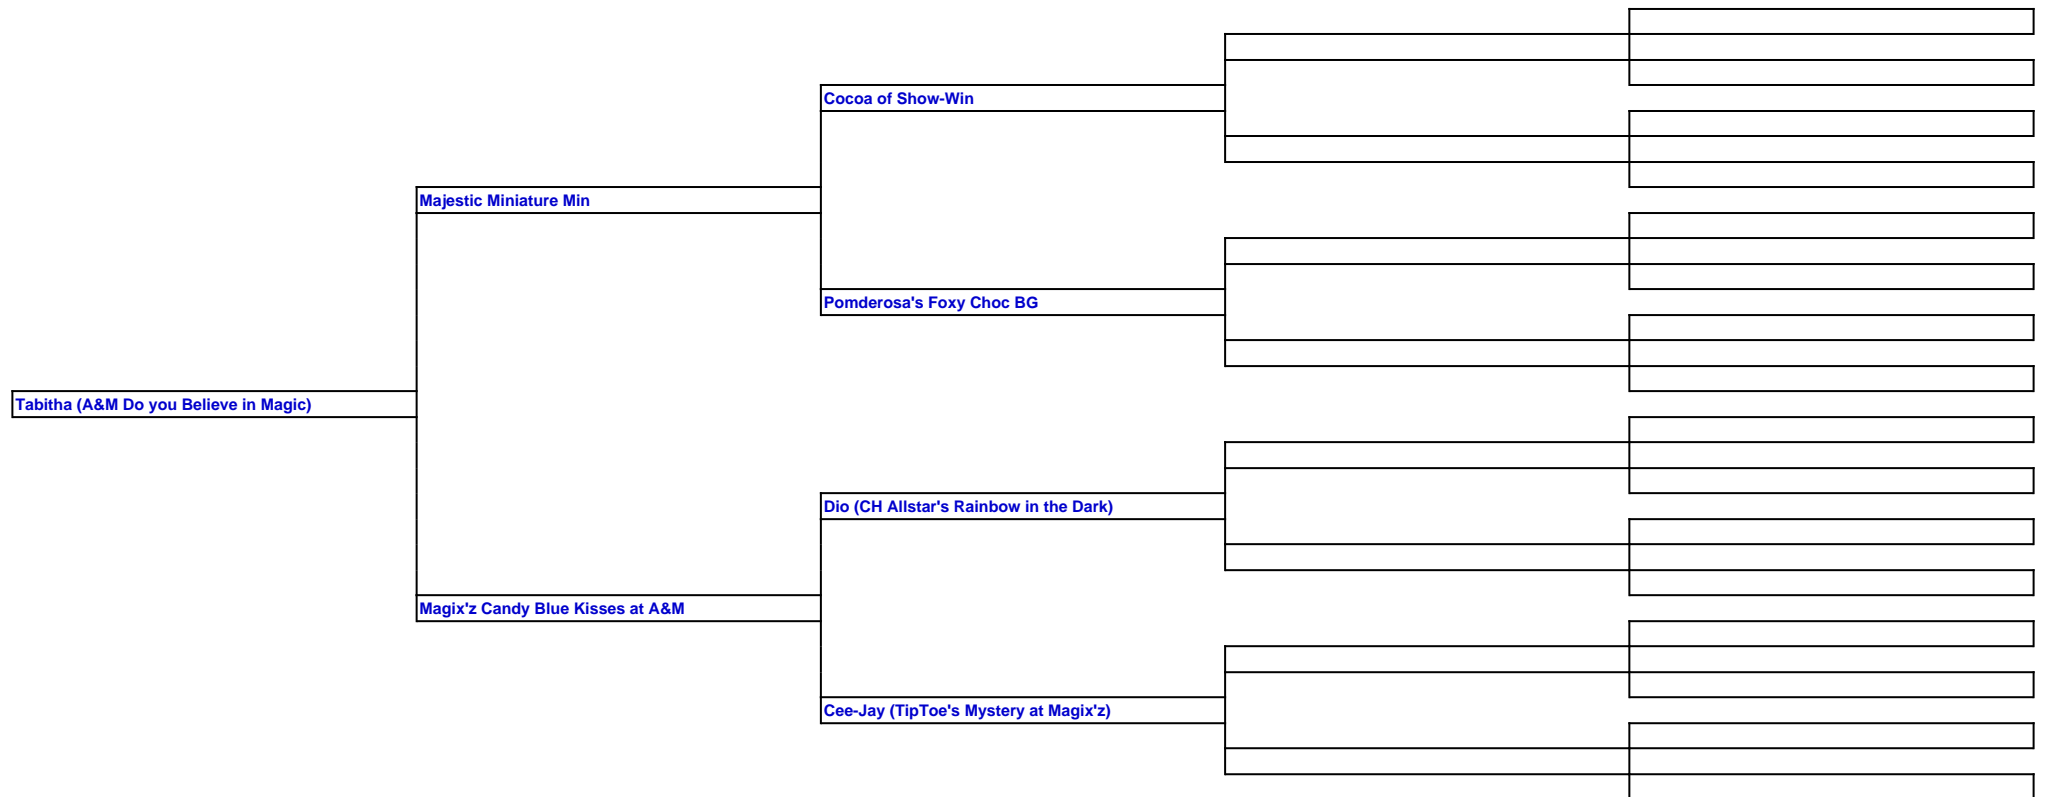 Cocoa of Show-Win
Majestic Miniature Min
Pomderosa's Foxy Choc BG
Tabitha (A&M Do you Believe in Magic)
Dio (CH Allstar's Rainbow in the Dark)
Magix'z Candy Blue Kisses at A&M
Cee-Jay (TipToe's Mystery at Magix'z)